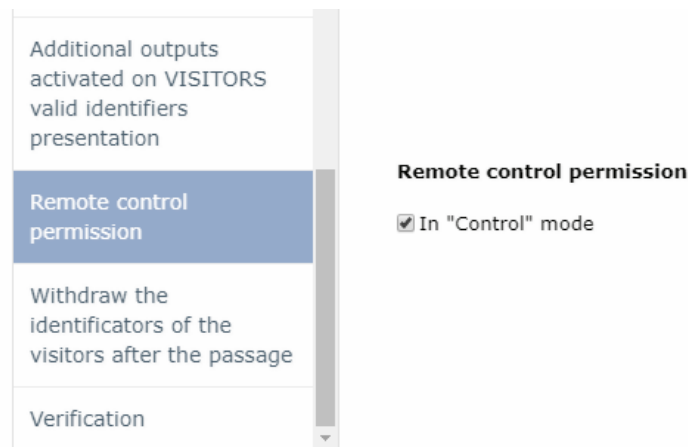 Additional outputs
activated on VISITORS
valid identifiers
presentation
Remote control
permission
Withdraw the
identificators of the
visitors after the passage
Verification
Remote control permission
In "Control" mode